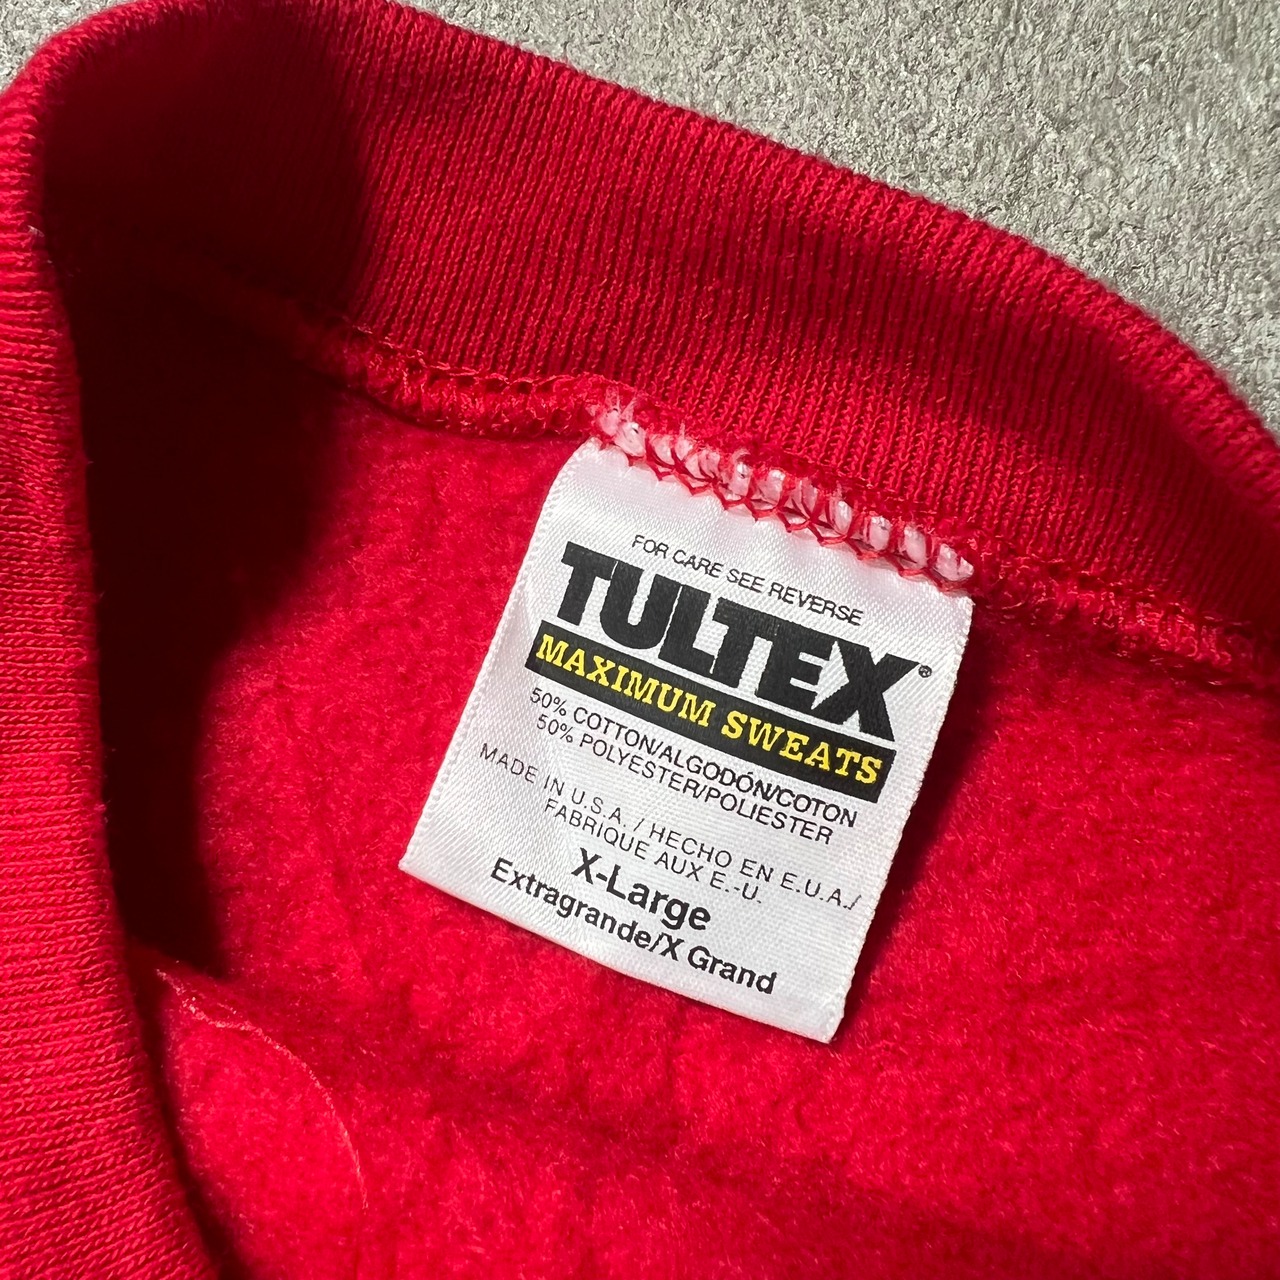 FOR CARE SEE REVERSE
TULTEX®
MAXIMUM SWEATS
50% COTTON/ALGODÓN/COTON
50% POLYESTER/POLIESTER
MADE IN U.S.A. / HECHO EN E.U.A./
FABRIQUE AUX E.-U.
X-Large
Extragrande/X Grand